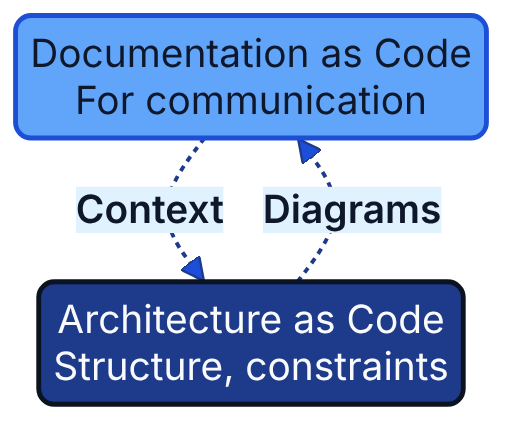 Documentation as Code
For communication
Context
Diagrams
Architecture as Code
Structure, constraints